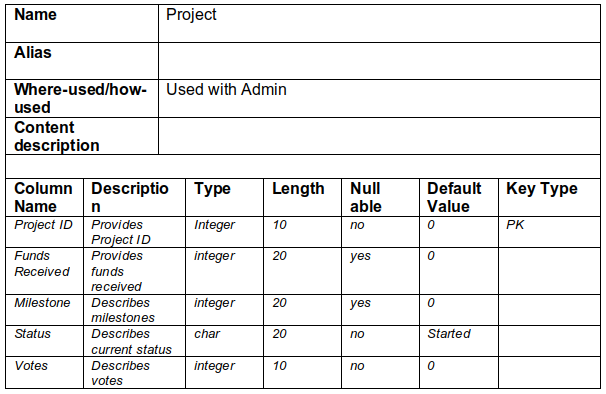 Name Project
Alias
Where-used/how-
used Used with Admin
Content
description
Column Descriptio Type Length Null Default Key Type
Name n able Value
Project ID Provides Integer 10 no 0 PK
Project ID
Funds Provides integer 20 yes 0
Received funds
received
Milestone Describes integer 20 yes 0
milestones
Status Describes char 20 no Started
current status
Votes Describes integer 10 no 0
votes